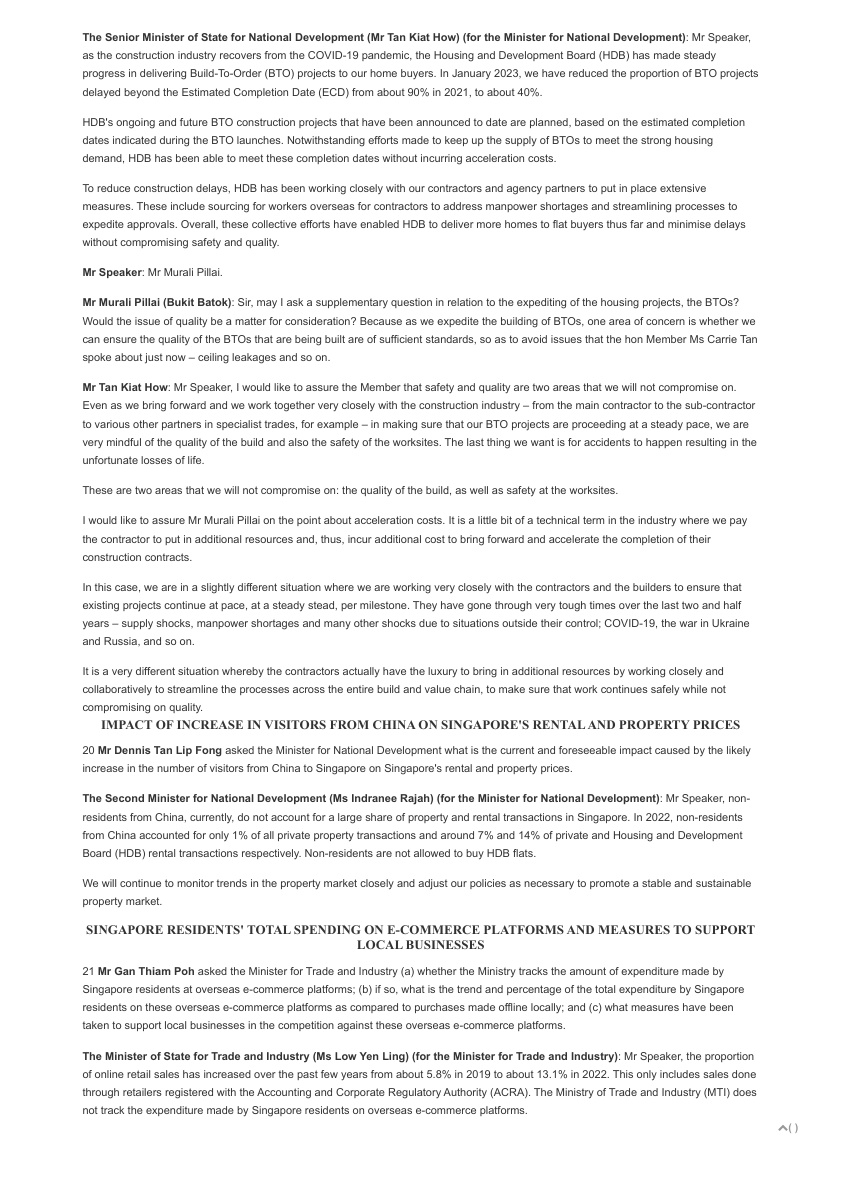 The Senior Minister of State for National Development (Mr Tan Kiat How) (for the Minister for National Development): Mr Speaker,
as the construction industry recovers from the COVID-19 pandemic, the Housing and Development Board (HDB) has made steady
progress in delivering Build-To-Order (BTO) projects to our home buyers. In January 2023, we have reduced the proportion of BTO projects
delayed beyond the Estimated Completion Date (ECD) from about 90% in 2021, to about 40%.
HDB's ongoing and future BTO construction projects that have been announced to date are planned, based on the estimated completion
dates indicated during the BTO launches. Notwithstanding efforts made to keep up the supply of BTOs to meet the strong housing
demand, HDB has been able to meet these completion dates without incurring acceleration costs.
To reduce construction delays, HDB has been working closely with our contractors and agency partners to put in place extensive
measures. These include sourcing for workers overseas for contractors to address manpower shortages and streamlining processes to
expedite approvals. Overall, these collective efforts have enabled HDB to deliver more homes to flat buyers thus far and minimise delays
without compromising safety and quality.
Mr Speaker: Mr Murali Pillai.
Mr Murali Pillai (Bukit Batok): Sir, may I ask a supplementary question in relation to the expediting of the housing projects, the BTOs?
Would the issue of quality be a matter for consideration? Because as we expedite the building of BTOs, one area of concern is whether we
can ensure the quality of the BTOs that are being built are of sufficient standards, so as to avoid issues that the hon Member Ms Carrie Tan
spoke about just now – ceiling leakages and so on.
Mr Tan Kiat How: Mr Speaker, I would like to assure the Member that safety and quality are two areas that we will not compromise on.
Even as we bring forward and we work together very closely with the construction industry – from the main contractor to the sub-contractor
to various other partners in specialist trades, for example – in making sure that our BTO projects are proceeding at a steady pace, we are
very mindful of the quality of the build and also the safety of the worksites. The last thing we want is for accidents to happen resulting in the
unfortunate losses of life.
These are two areas that we will not compromise on: the quality of the build, as well as safety at the worksites.
I would like to assure Mr Murali Pillai on the point about acceleration costs. It is a little bit of a technical term in the industry where we pay
the contractor to put in additional resources and, thus, incur additional cost to bring forward and accelerate the completion of their
construction contracts.
In this case, we are in a slightly different situation where we are working very closely with the contractors and the builders to ensure that
existing projects continue at pace, at a steady stead, per milestone. They have gone through very tough times over the last two and half
years – supply shocks, manpower shortages and many other shocks due to situations outside their control; COVID-19, the war in Ukraine
and Russia, and so on.
It is a very different situation whereby the contractors actually have the luxury to bring in additional resources by working closely and
collaboratively to streamline the processes across the entire build and value chain, to make sure that work continues safely while not
compromising on quality.
IMPACT OF INCREASE IN VISITORS FROM CHINA ON SINGAPORE'S RENTAL AND PROPERTY PRICES
20 Mr Dennis Tan Lip Fong asked the Minister for National Development what is the current and foreseeable impact caused by the likely
increase in the number of visitors from China to Singapore on Singapore's rental and property prices.
The Second Minister for National Development (Ms Indranee Rajah) (for the Minister for National Development): Mr Speaker, non-
residents from China, currently, do not account for a large share of property and rental transactions in Singapore. In 2022, non-residents
from China accounted for only 1% of all private property transactions and around 7% and 14% of private and Housing and Development
Board (HDB) rental transactions respectively. Non-residents are not allowed to buy HDB flats.
We will continue to monitor trends in the property market closely and adjust our policies as necessary to promote a stable and sustainable
property market.
SINGAPORE RESIDENTS' TOTAL SPENDING ON E-COMMERCE PLATFORMS AND MEASURES TO SUPPORT
LOCAL BUSINESSES
21 Mr Gan Thiam Poh asked the Minister for Trade and Industry (a) whether the Ministry tracks the amount of expenditure made by
Singapore residents at overseas e-commerce platforms; (b) if so, what is the trend and percentage of the total expenditure by Singapore
residents on these overseas e-commerce platforms as compared to purchases made offline locally; and (c) what measures have been
taken to support local businesses in the competition against these overseas e-commerce platforms.
The Minister of State for Trade and Industry (Ms Low Yen Ling) (for the Minister for Trade and Industry): Mr Speaker, the proportion
of online retail sales has increased over the past few years from about 5.8% in 2019 to about 13.1% in 2022. This only includes sales done
through retailers registered with the Accounting and Corporate Regulatory Authority (ACRA). The Ministry of Trade and Industry (MTI) does
not track the expenditure made by Singapore residents on overseas e-commerce platforms.
( )